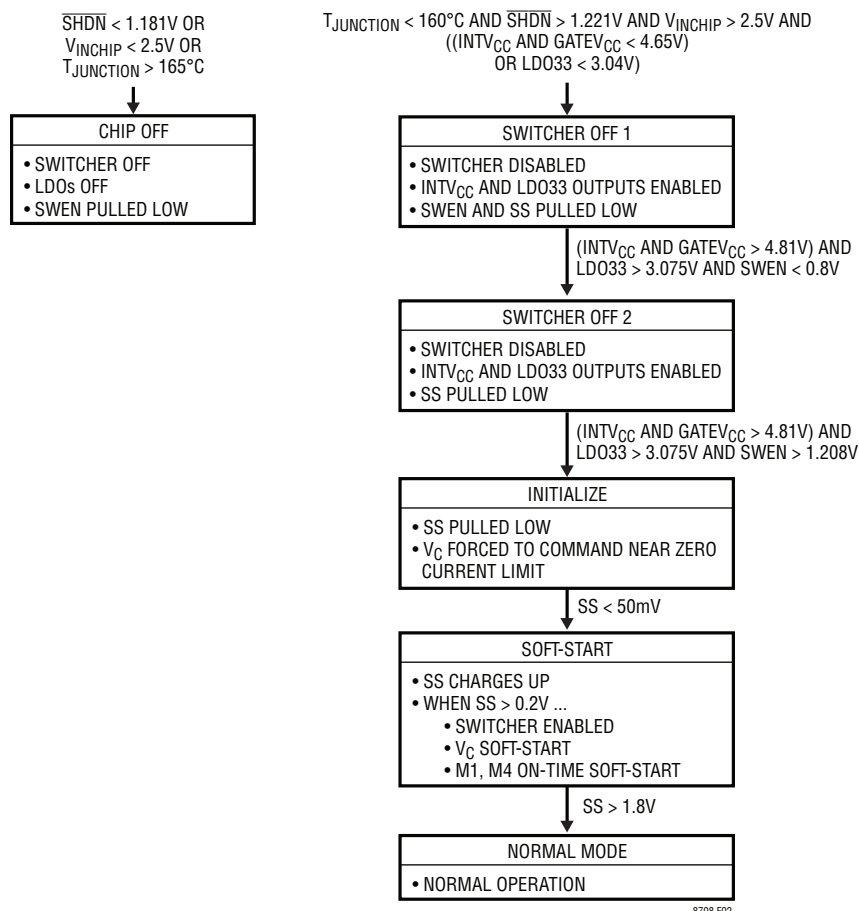 SHDN < 1.181V OR
VINCHIP < 2.5V OR
TJUNCTION > 165°C
CHIP OFF
• SWITCHER OFF
• LDOs OFF
• SWEN PULLED LOW
TJUNCTION < 160°C AND SHDN > 1.221V AND VINCHIP > 2.5V AND
((INTVCC AND GATEVCC < 4.65V)
OR LDO33 < 3.04V)
SWITCHER OFF 1
• SWITCHER DISABLED
• INTVCC AND LDO33 OUTPUTS ENABLED
• SWEN AND SS PULLED LOW
(INTVCC AND GATEVCC > 4.81V) AND
LDO33 > 3.075V AND SWEN < 0.8V
SWITCHER OFF 2
• SWITCHER DISABLED
• INTVCC AND LDO33 OUTPUTS ENABLED
• SS PULLED LOW
(INTVCC AND GATEVCC > 4.81V) AND
LDO33 > 3.075V AND SWEN > 1.208V
INITIALIZE
• SS PULLED LOW
• VC FORCED TO COMMAND NEAR ZERO
CURRENT LIMIT
SS < 50mV
SOFT-START
• SS CHARGES UP
• WHEN SS > 0.2V ...
• SWITCHER ENABLED
• VC SOFT-START
• M1, M4 ON-TIME SOFT-START
SS > 1.8V
NORMAL MODE
• NORMAL OPERATION
8708 F02